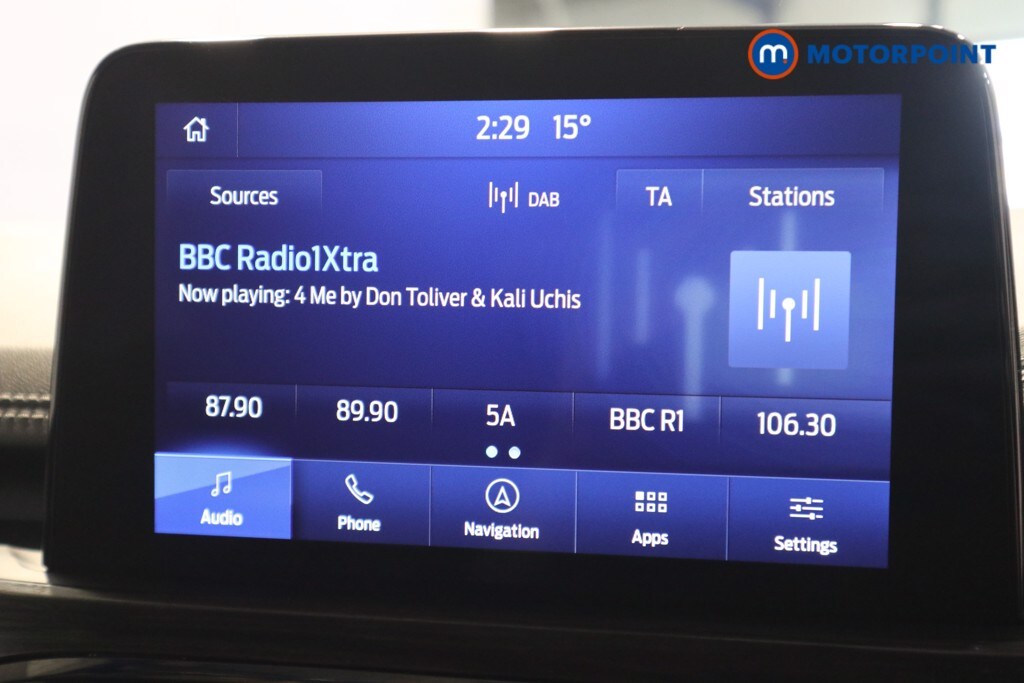 m. MOTORPOINT
2:29 15°
Sources DAB TA Stations
BBC Radio1Xtra
Now playing: 4 Me by Don Toliver & Kali Uchis
87.90 89.90 5A BBC R1 106.30
Audio Phone Navigation Apps Settings